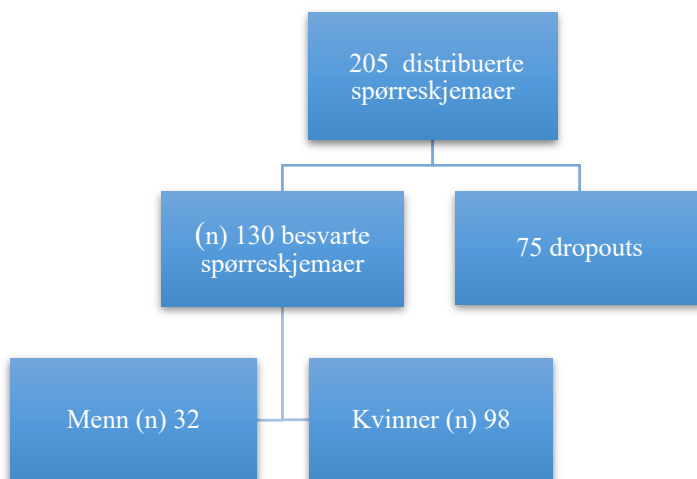 205 distribuerte
spørreskjemaer
(n) 130 besvarte
spørreskjemaer
75 dropouts
Menn (n) 32
Kvinner (n) 98